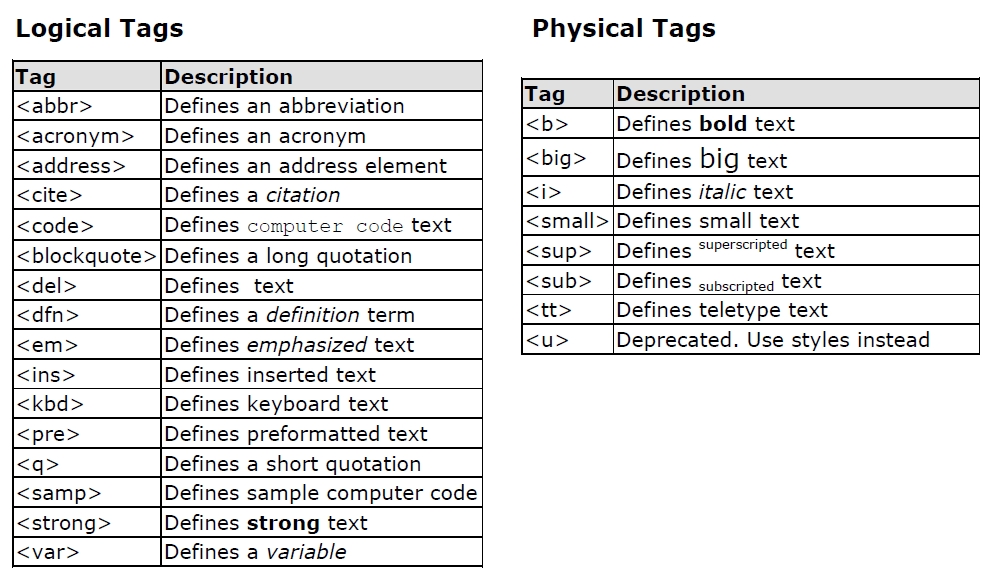 Logical Tags
Tag Description
<abbr> Defines an abbreviation
<acronym> Defines an acronym
<address> Defines an address element
<cite> Defines a citation
<code> Defines computer code text
<blockquote> Defines a long quotation
<del> Defines  text
<dfn> Defines a definition term
<em> Defines emphasized text
<ins> Defines inserted text
<kbd> Defines keyboard text
<pre> Defines preformatted text
<q> Defines a short quotation
<samp> Defines sample computer code
<strong> Defines strong text
<var> Defines a variable
Physical Tags
Tag Description
<b> Defines bold text
<big> Defines big text
<i> Defines italic text
<small> Defines small text
<sup> Defines superscripted text
<sub> Defines subscripted text
<tt> Defines teletype text
<u> Deprecated. Use styles instead